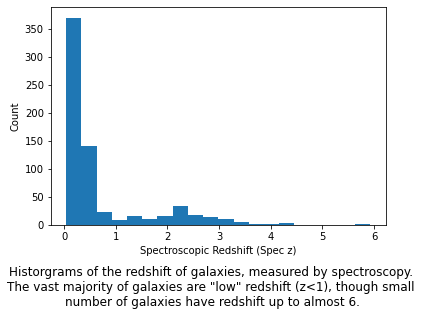 350
300
250
200
150
100
50
0
Count
0 1 2 3 4 5 6
Spectroscopic Redshift (Spec z)
Historgrams of the redshift of galaxies, measured by spectroscopy.
The vast majority of galaxies are "low" redshift (z<1), though small
number of galaxies have redshift up to almost 6.